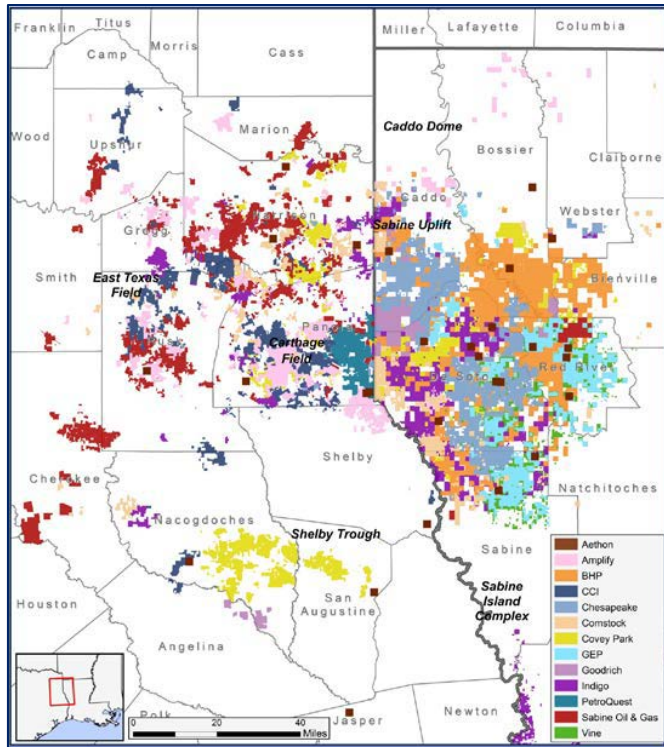 Franklin
Titus
Morris
Camp
Cass
Miller
Lafayette
Columbia
Wood
Upshur
Marion
Caddo Dome
Bossier
Claiborne
Caddo
Webster
Gregg
Harrison
Sabine Uplift
Smith
East Texas
Field
Bienville
Rusk
Carthage
Field
De Soto
Red River
Cherokee
Shelby
Natchitoches
Nacogdoches
Shelby Trough
San
Augustine
Sabine
Sabine
Island
Complex
Houston
Angelina
Polk
Jasper
Newton
0
20
40
Miles
Aethon
Amplify
BHP
CCI
Chesapeake
Comstock
Covey Park
GEP
Goodrich
Indigo
PetroQuest
Sabine Oil & Gas
Vine